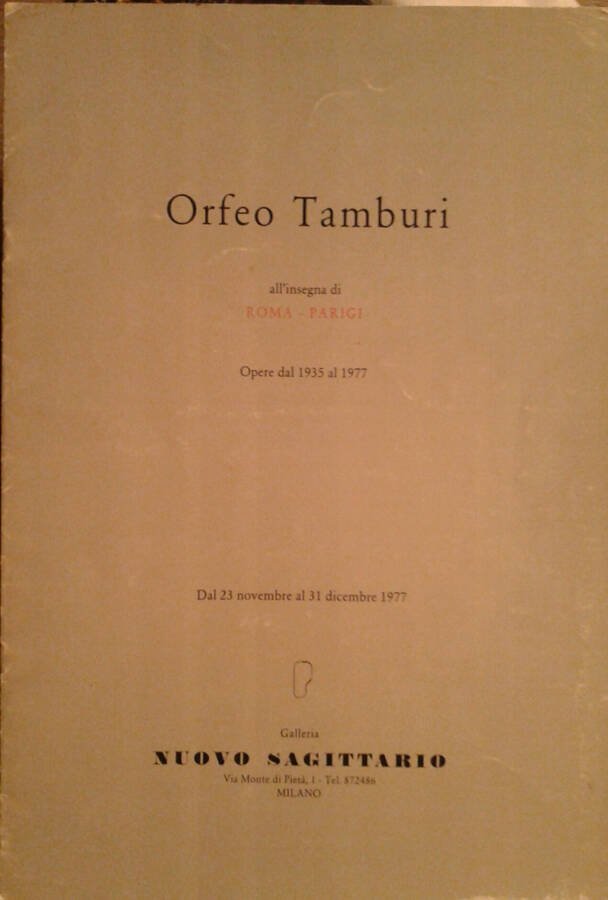 Orfeo Tamburi
all'insegna di
ROMA - PARIGI
Opere dal 1935 al 1977
Dal 23 novembre al 31 dicembre 1977
Galleria
NUOVO SAGITTARIO
Via Monte di Pietà, 1 - Tel. 872486
MILANO